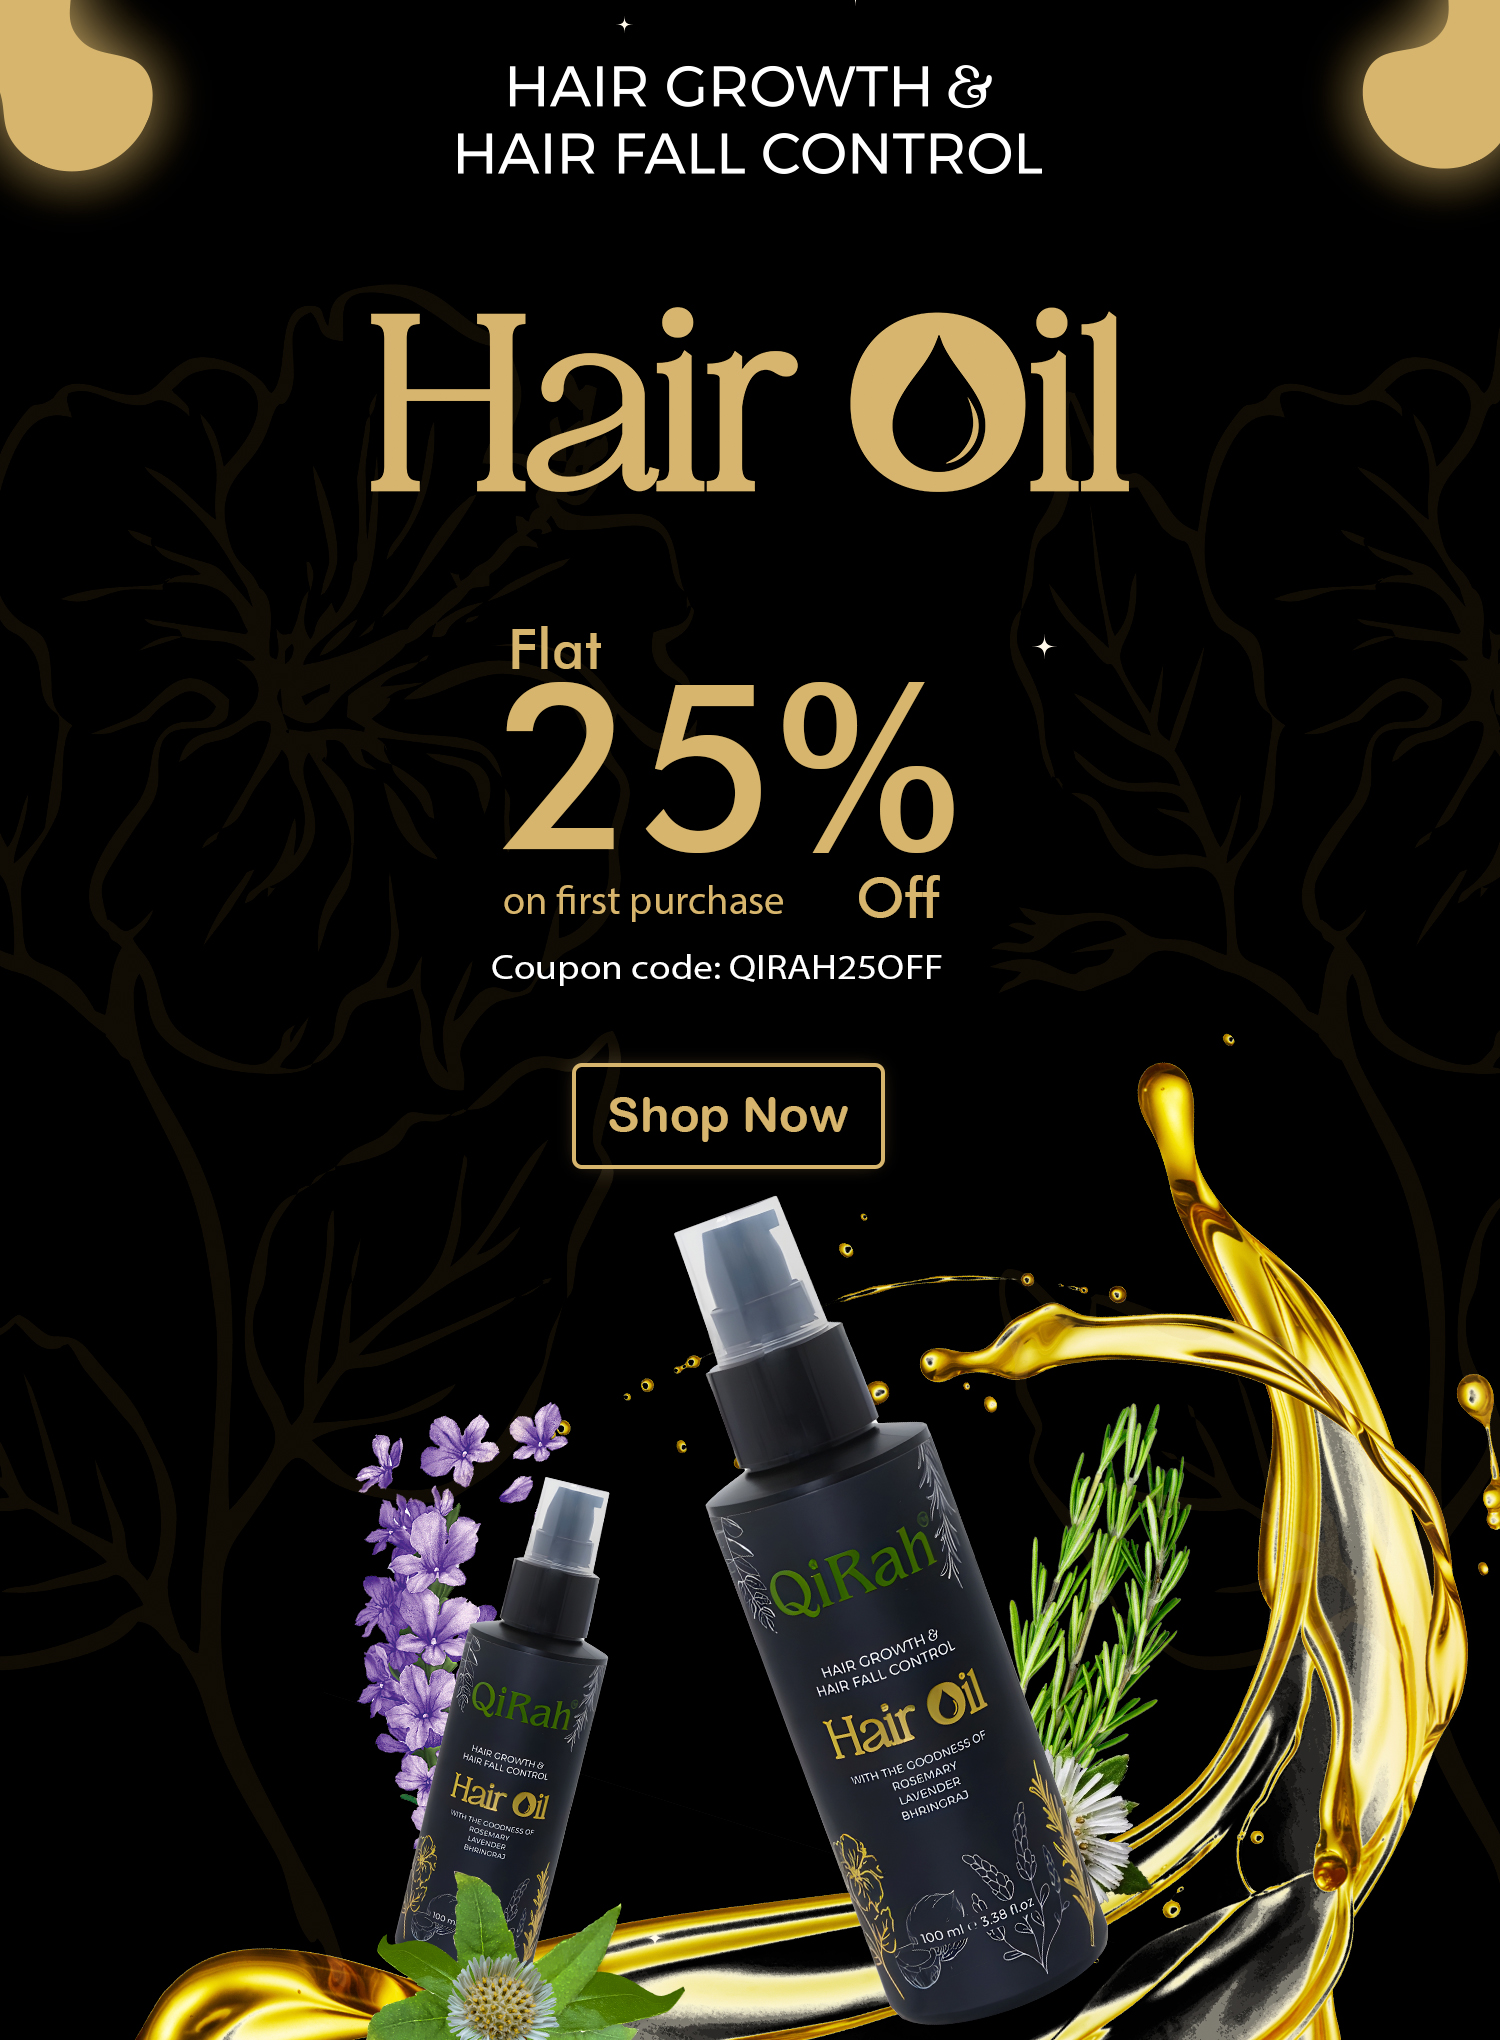 HAIR GROWTH &
HAIR FALL CONTROL
Hair Oil
Flat
25%
on first purchase Off
Coupon code: QIRAH25OFF
Shop Now
QiRah
HAIR GROWTH &
HAIR FALL CONTROL
Hair Oil
WITH THE GOODNESS OF
ROSEMARY
LAVENDER
BHRINGRAJ
100 ml
QiRah
HAIR GROWTH &
HAIR FALL CONTROL
Hair Oil
WITH THE GOODNESS OF
ROSEMARY
LAVENDER
BHRINGRAJ
100 ml e 3.38 fl.oz